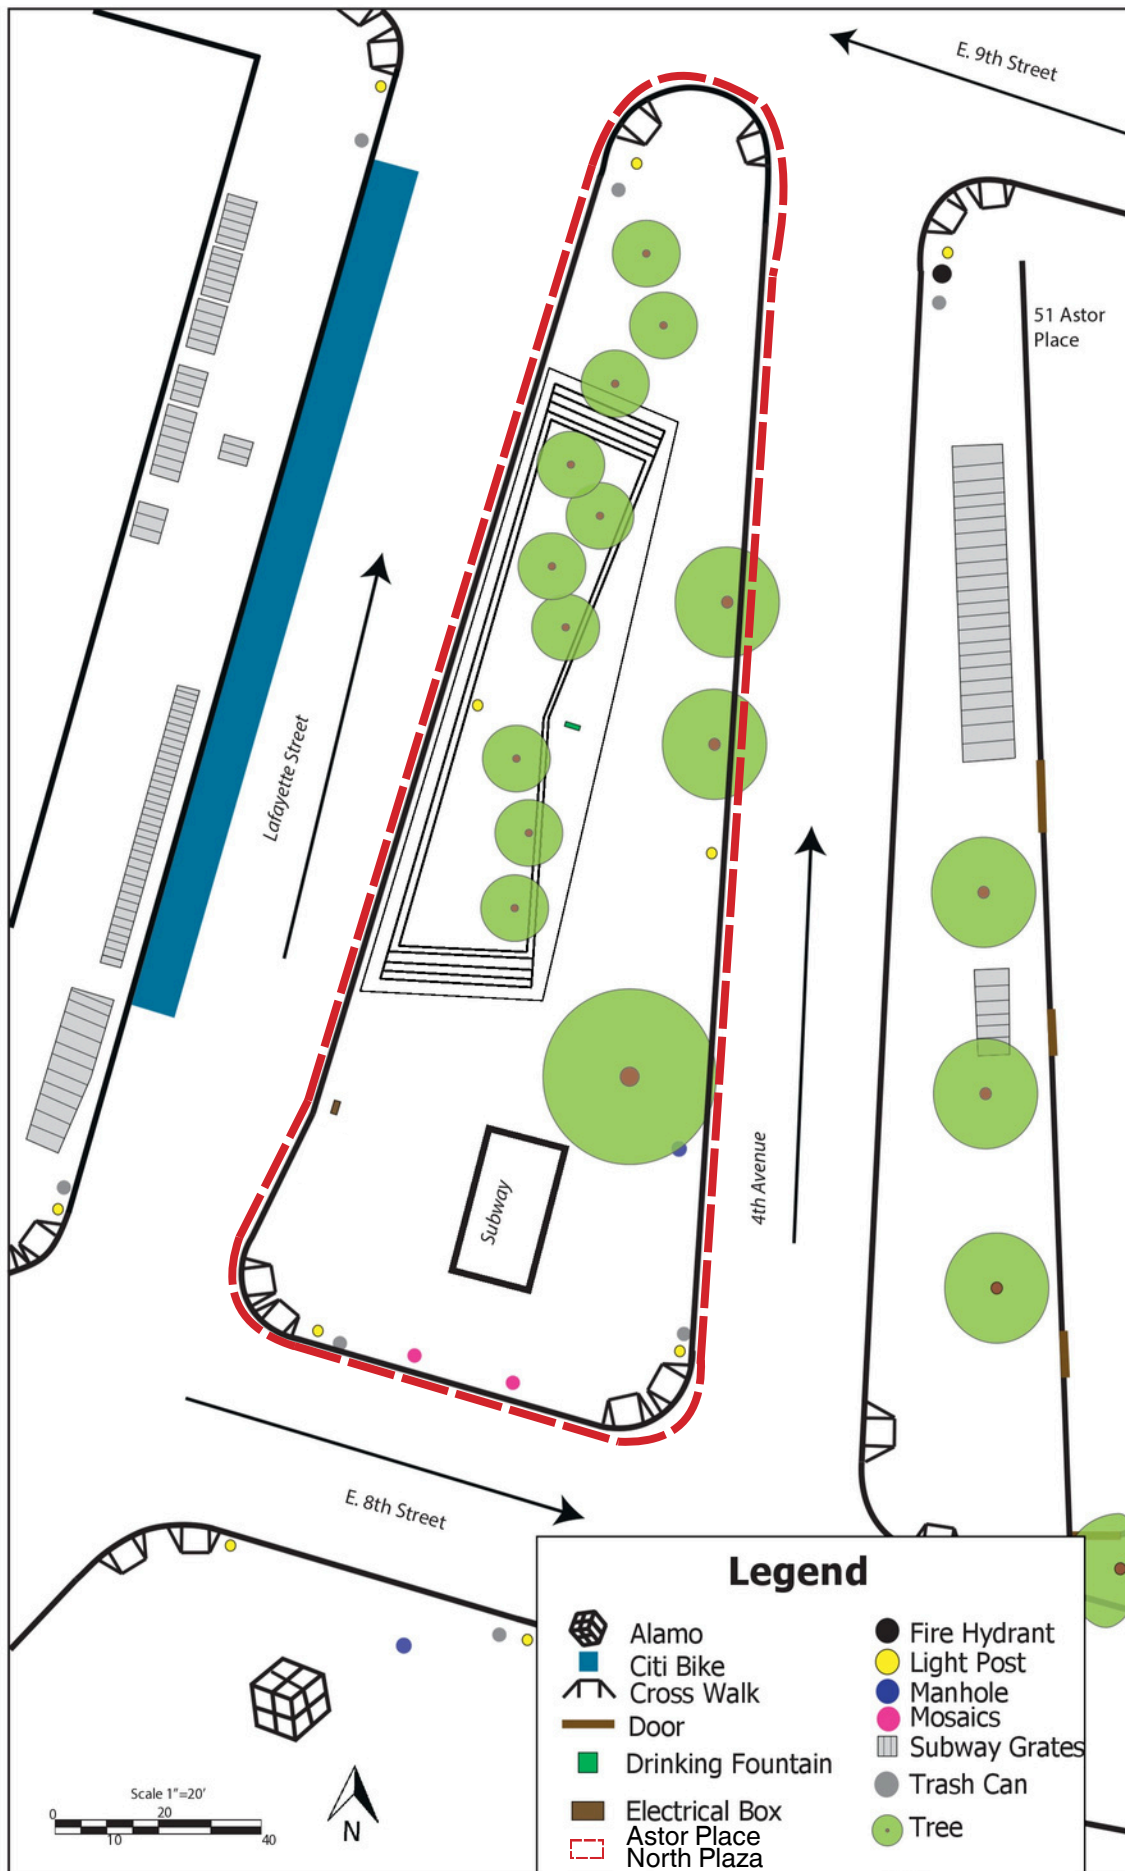 E. 9th Street
51 Astor
Place
Lafayette Street
4th Avenue
Subway
E. 8th Street
Legend
Alamo
Citi Bike
Cross Walk
Door
Drinking Fountain
Electrical Box
Astor Place
North Plaza
Fire Hydrant
Light Post
Manhole
Mosaics
Subway Grates
Trash Can
Tree
Scale 1"=20'
0 20
10 40
N